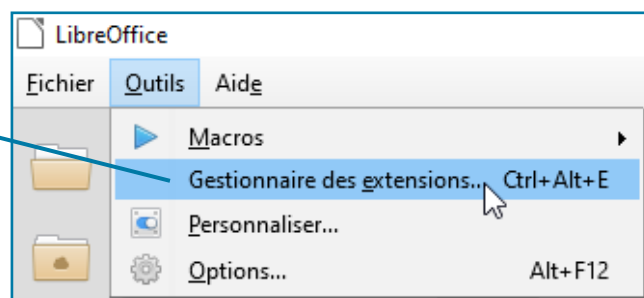 LibreOffice
Fichier Outils Aide
Macros
Gestionnaire des extensions... Ctrl+Alt+E
Personnaliser...
Options... Alt+F12